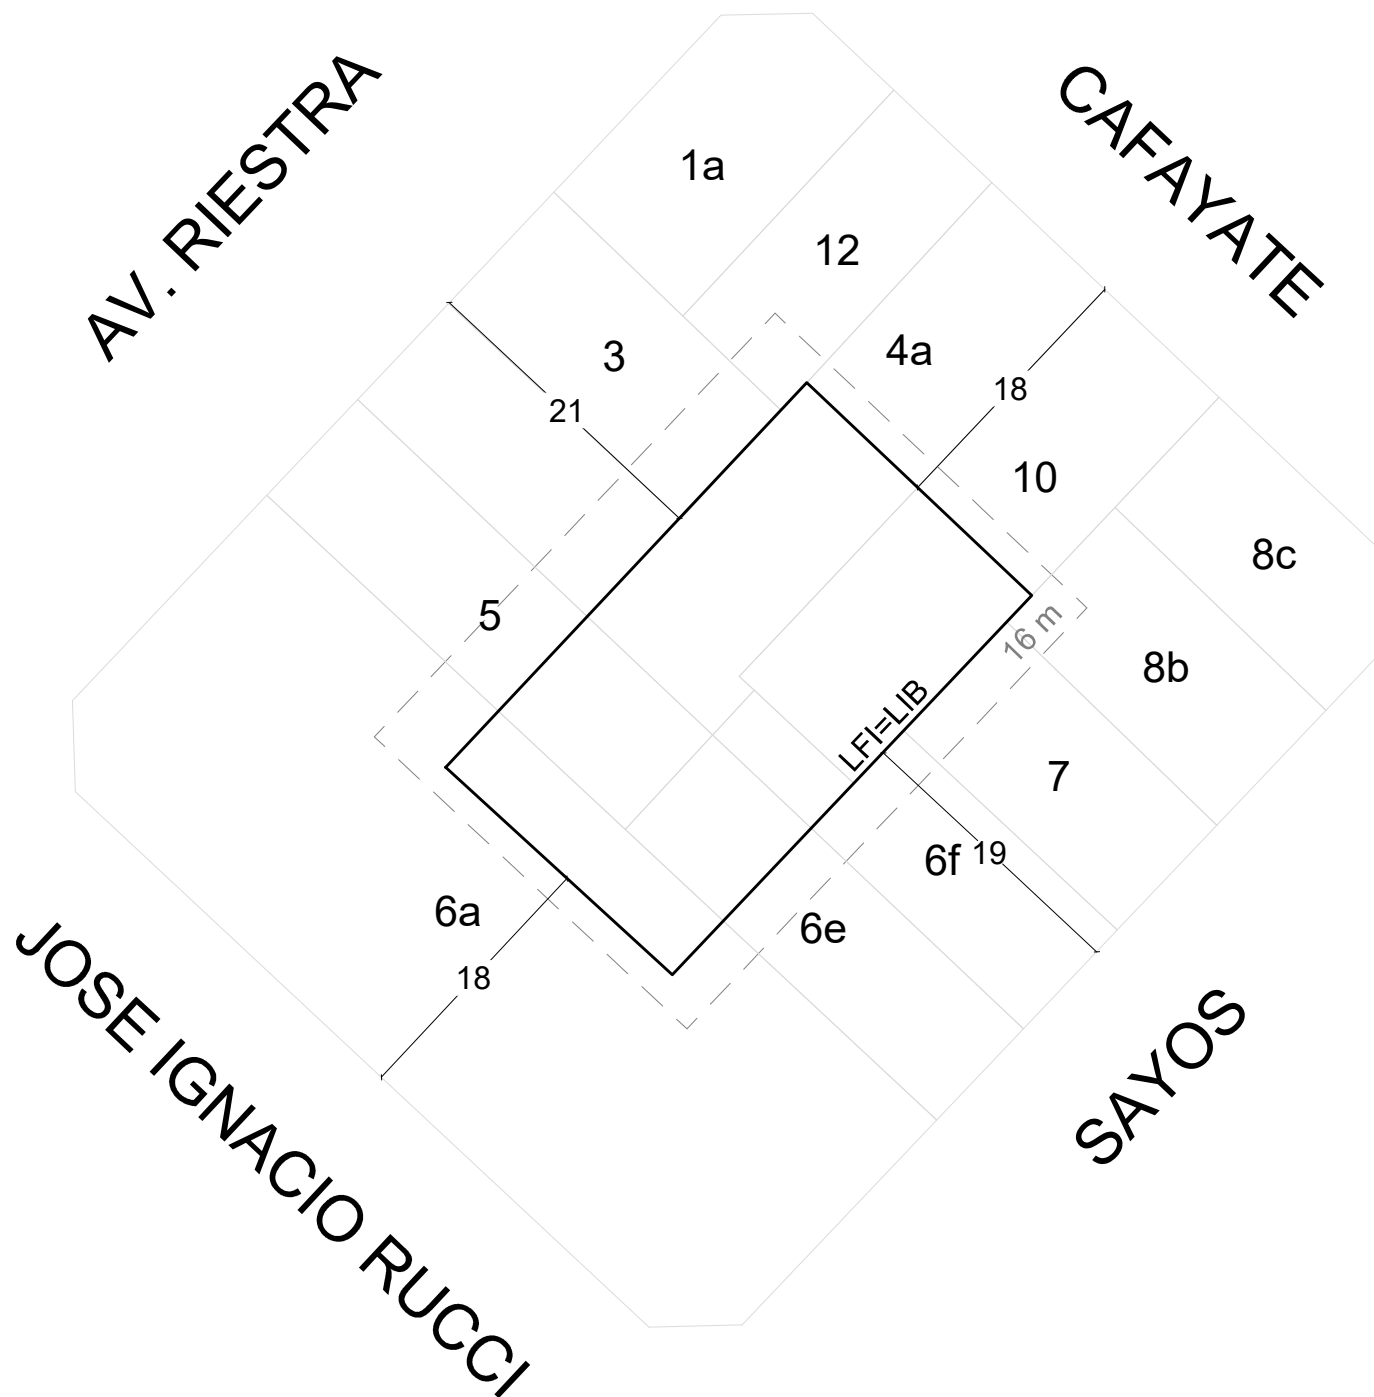 AV. RIESTRA
CAFAYATE
1a
12
3
4a
21
18
10
8c
5
16 m
8b
LFI=LIB
7
6f
19
6a
6e
18
JOSE IGNACIO RUCCI
SAYOS